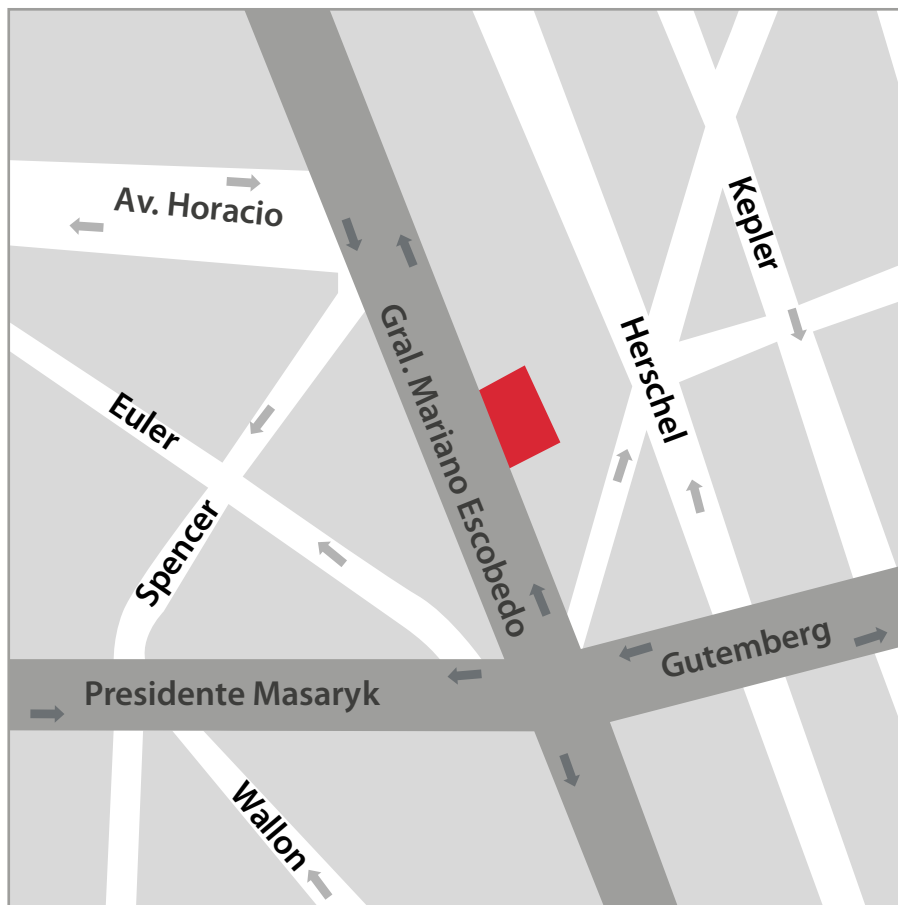 Av. Horacio
Kepler
Gral. Mariano Escobedo
Herschel
Euler
Spencer
Gutemberg
Presidente Masaryk
Wallon